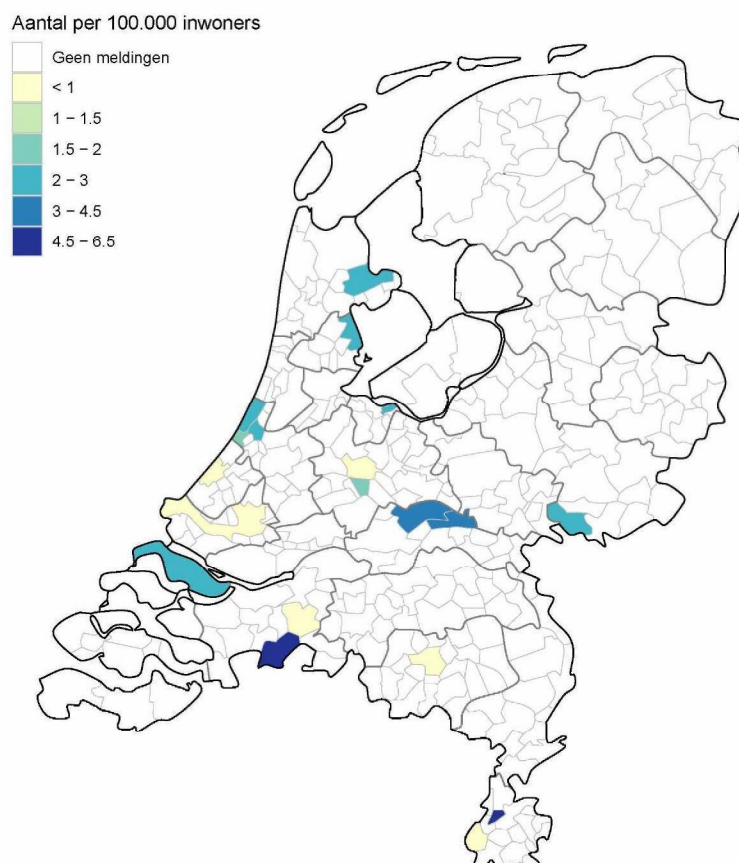 Aantal per 100.000 inwoners
Geen meldingen
< 1
1 – 1.5
1.5 – 2
2 – 3
3 – 4.5
4.5 – 6.5